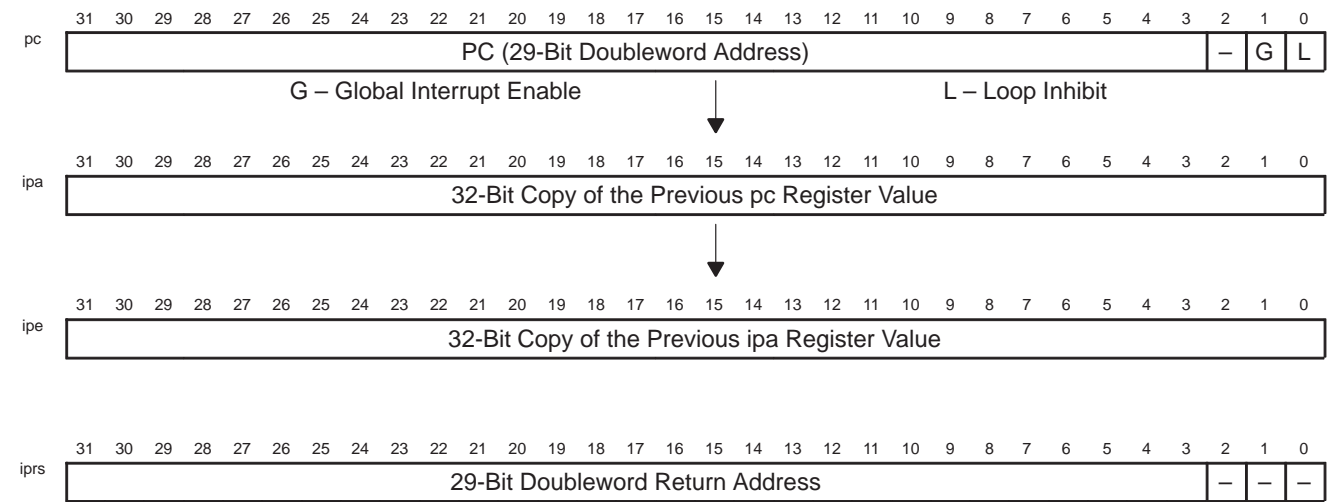 31 30 29 28 27 26 25 24 23 22 21 20 19 18 17 16 15 14 13 12 11 10 9 8 7 6 5 4 3 2 1 0
pc PC (29-Bit Doubleword Address) – G L
G – Global Interrupt Enable L – Loop Inhibit
31 30 29 28 27 26 25 24 23 22 21 20 19 18 17 16 15 14 13 12 11 10 9 8 7 6 5 4 3 2 1 0
ipa 32-Bit Copy of the Previous pc Register Value
31 30 29 28 27 26 25 24 23 22 21 20 19 18 17 16 15 14 13 12 11 10 9 8 7 6 5 4 3 2 1 0
ipe 32-Bit Copy of the Previous ipa Register Value
31 30 29 28 27 26 25 24 23 22 21 20 19 18 17 16 15 14 13 12 11 10 9 8 7 6 5 4 3 2 1 0
iprs 29-Bit Doubleword Return Address – – –